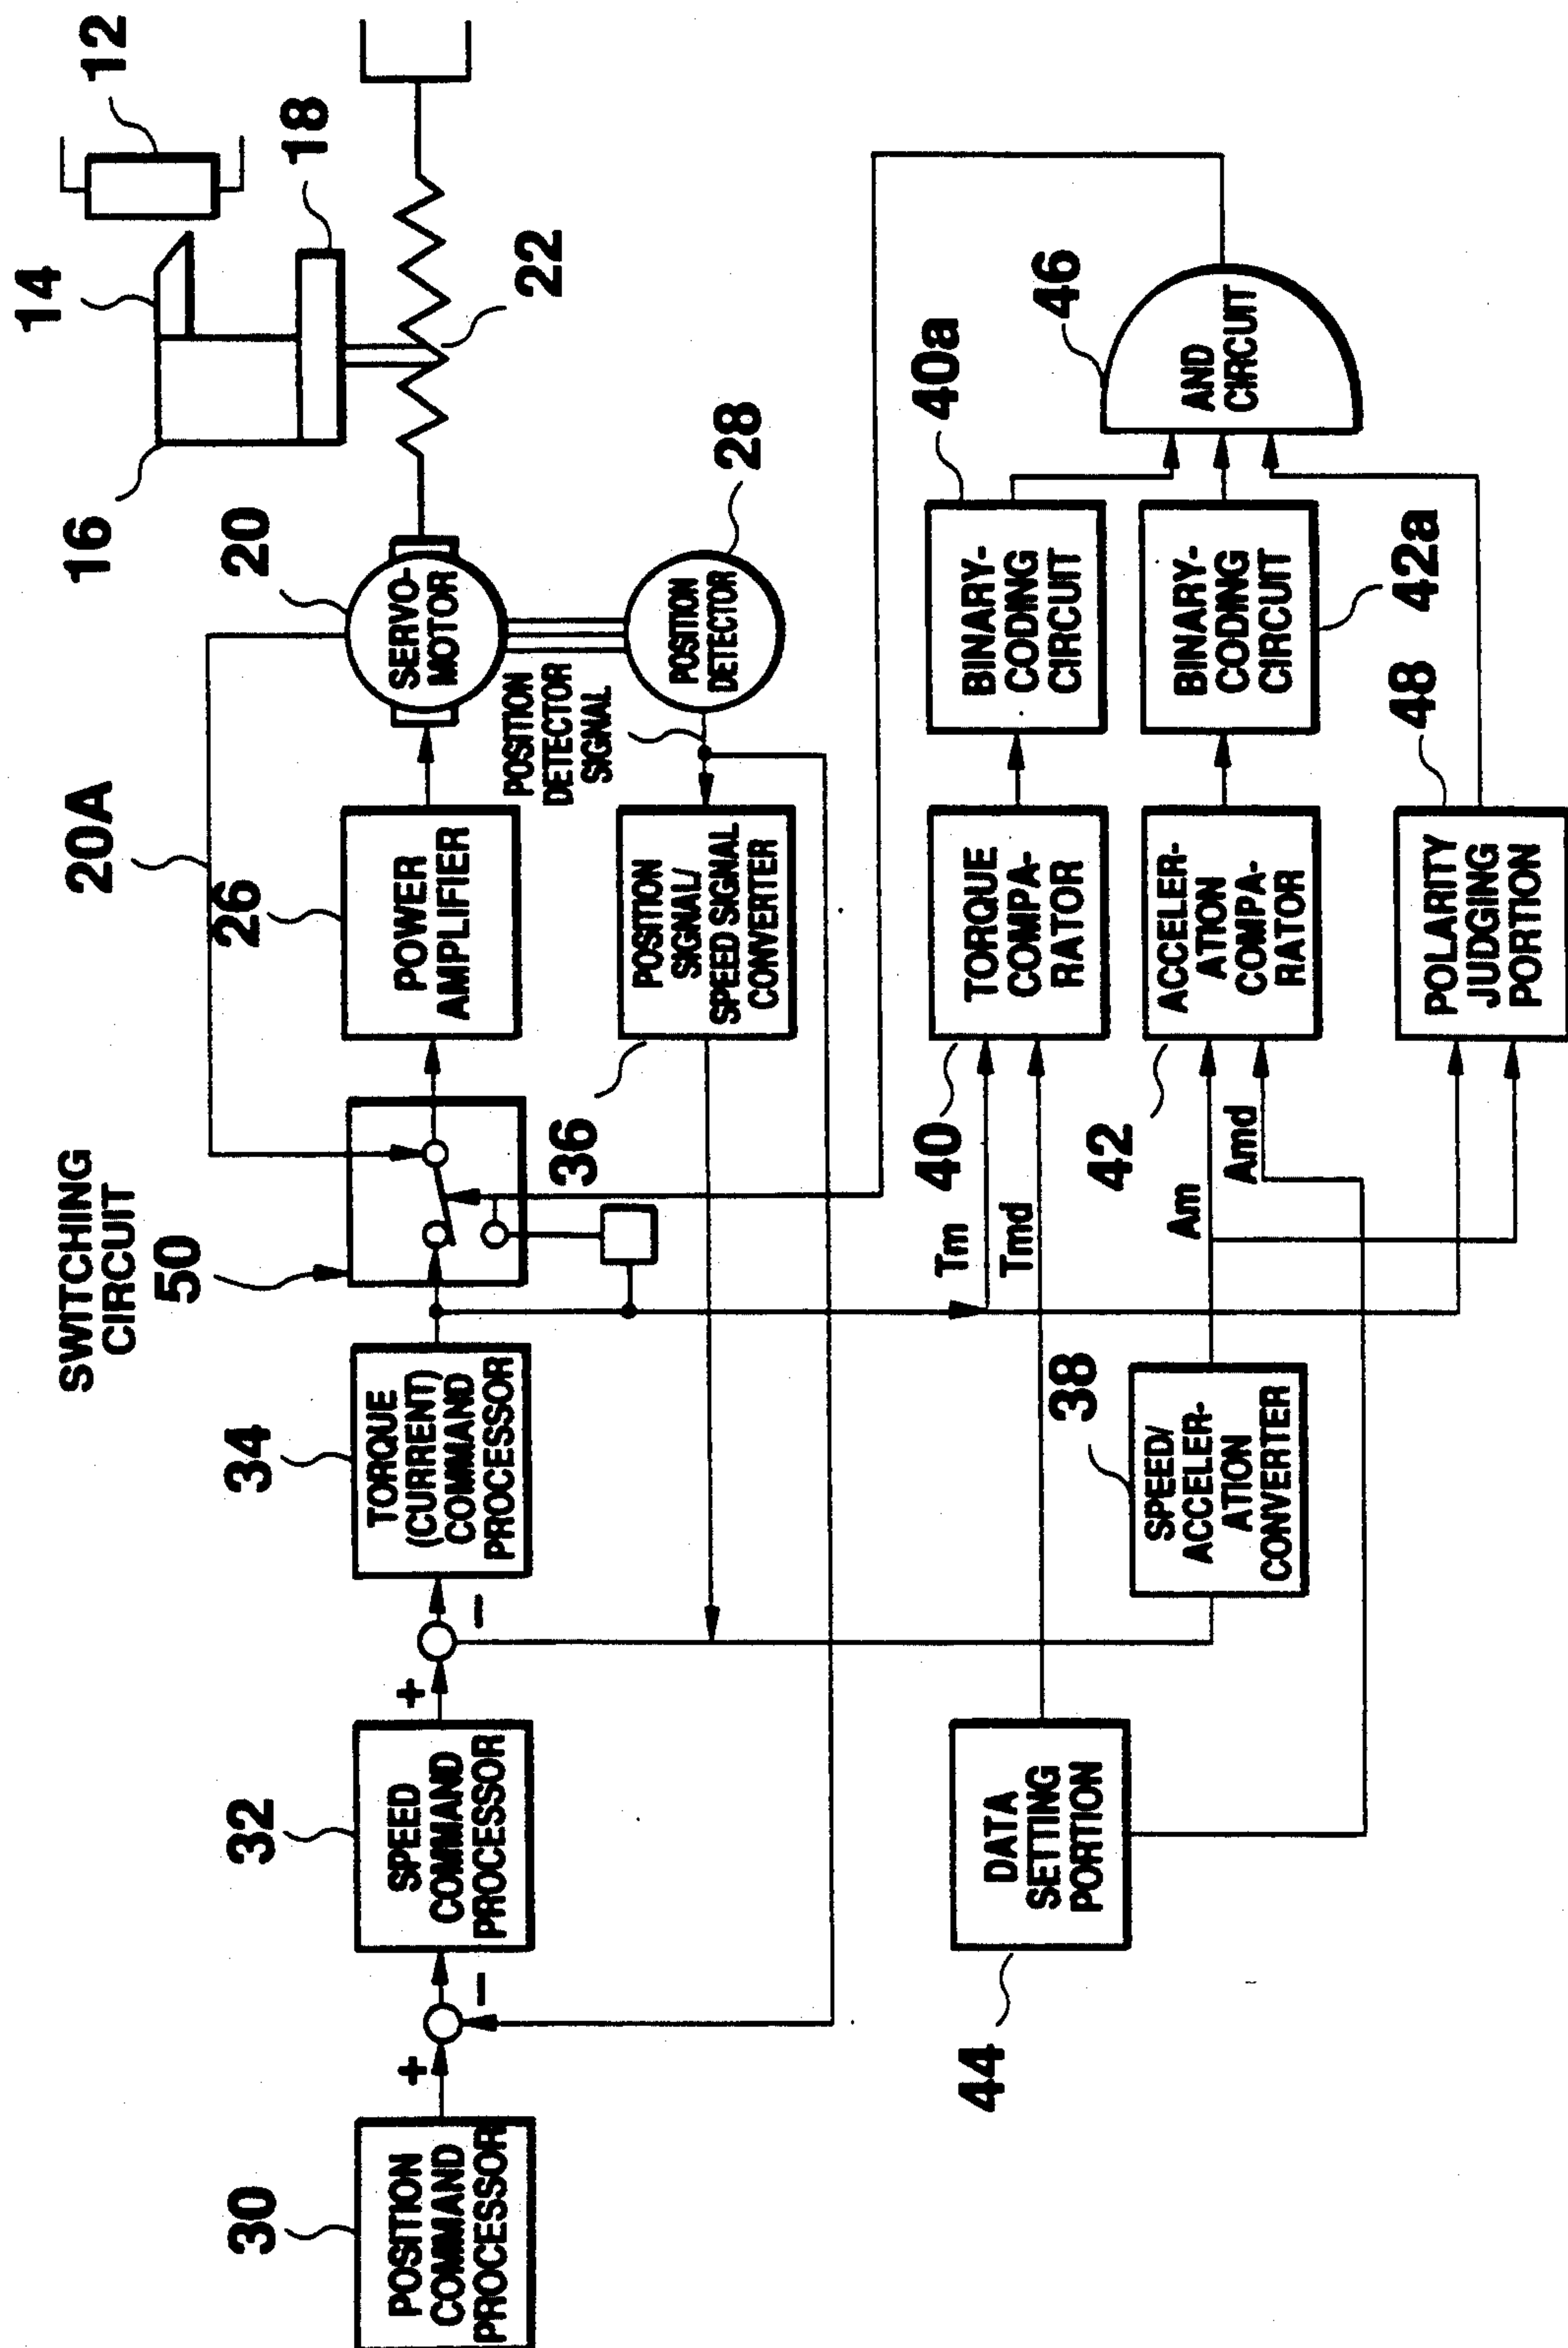 30
POSITION
COMMAND
PROCESSOR
+
−
32
SPEED
COMMAND
PROCESSOR
+
−
34
TORQUE
(CURRENT)
COMMAND
PROCESSOR
SWITCHING
CIRCUIT
50
20A
26
POWER
AMPLIFIER
20
SERVO-
MOTOR
16
14
12
18
22
28
POSITION
DETECTOR
POSITION
DETECTOR
SIGNAL
36
POSITION
SIGNAL/
SPEED SIGNAL
CONVERTER
44
DATA
SETTING
PORTION
38
SPEED/
ACCELER-
ATION
CONVERTER
Tm
Tmd
Am
Amd
40
TORQUE
COMPA-
RATOR
42
ACCELER-
ATION
COMPA-
RATOR
48
POLARITY
JUDGING
PORTION
40a
BINARY-
CODING
CIRCUIT
42a
BINARY-
CODING
CIRCUIT
46
AND
CIRCUIT